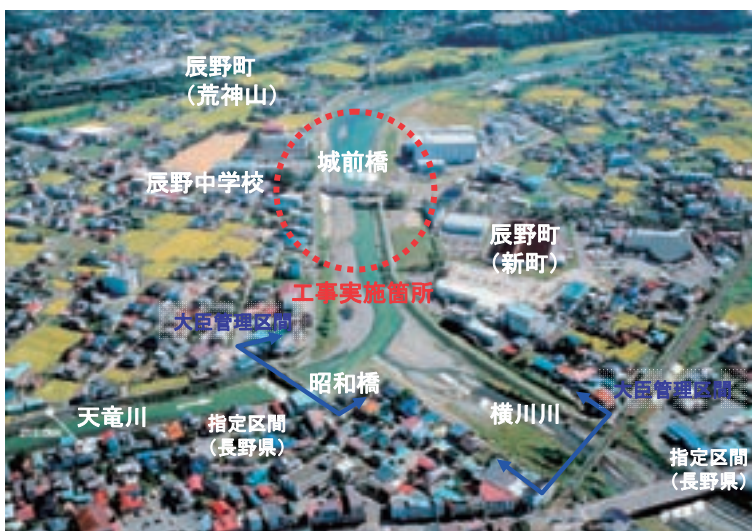 辰野町
（荒神山）
城前橋
辰野中学校
辰野町
（新町）
工事実施箇所
大臣管理区間
昭和橋
大臣管理区間
天竜川
横川川
指定区間
（長野県）
指定区間
（長野県）